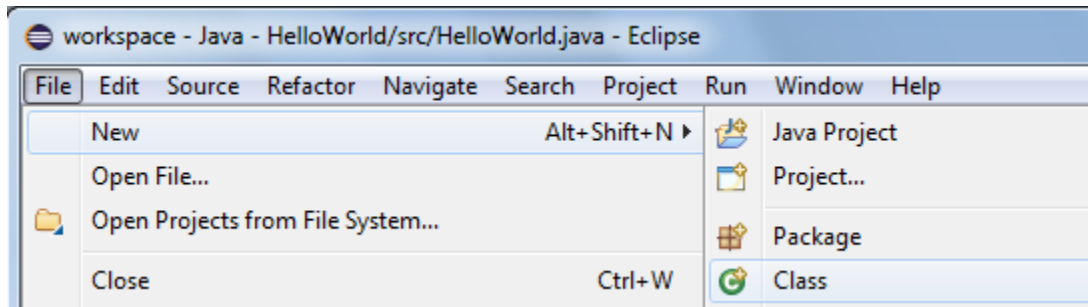 workspace - Java - HelloWorld/src/HelloWorld.java - Eclipse
File Edit Source Refactor Navigate Search Project Run Window Help
New Alt+Shift+N
Open File...
Open Projects from File System...
Close Ctrl+W
Java Project
Project...
Package
Class